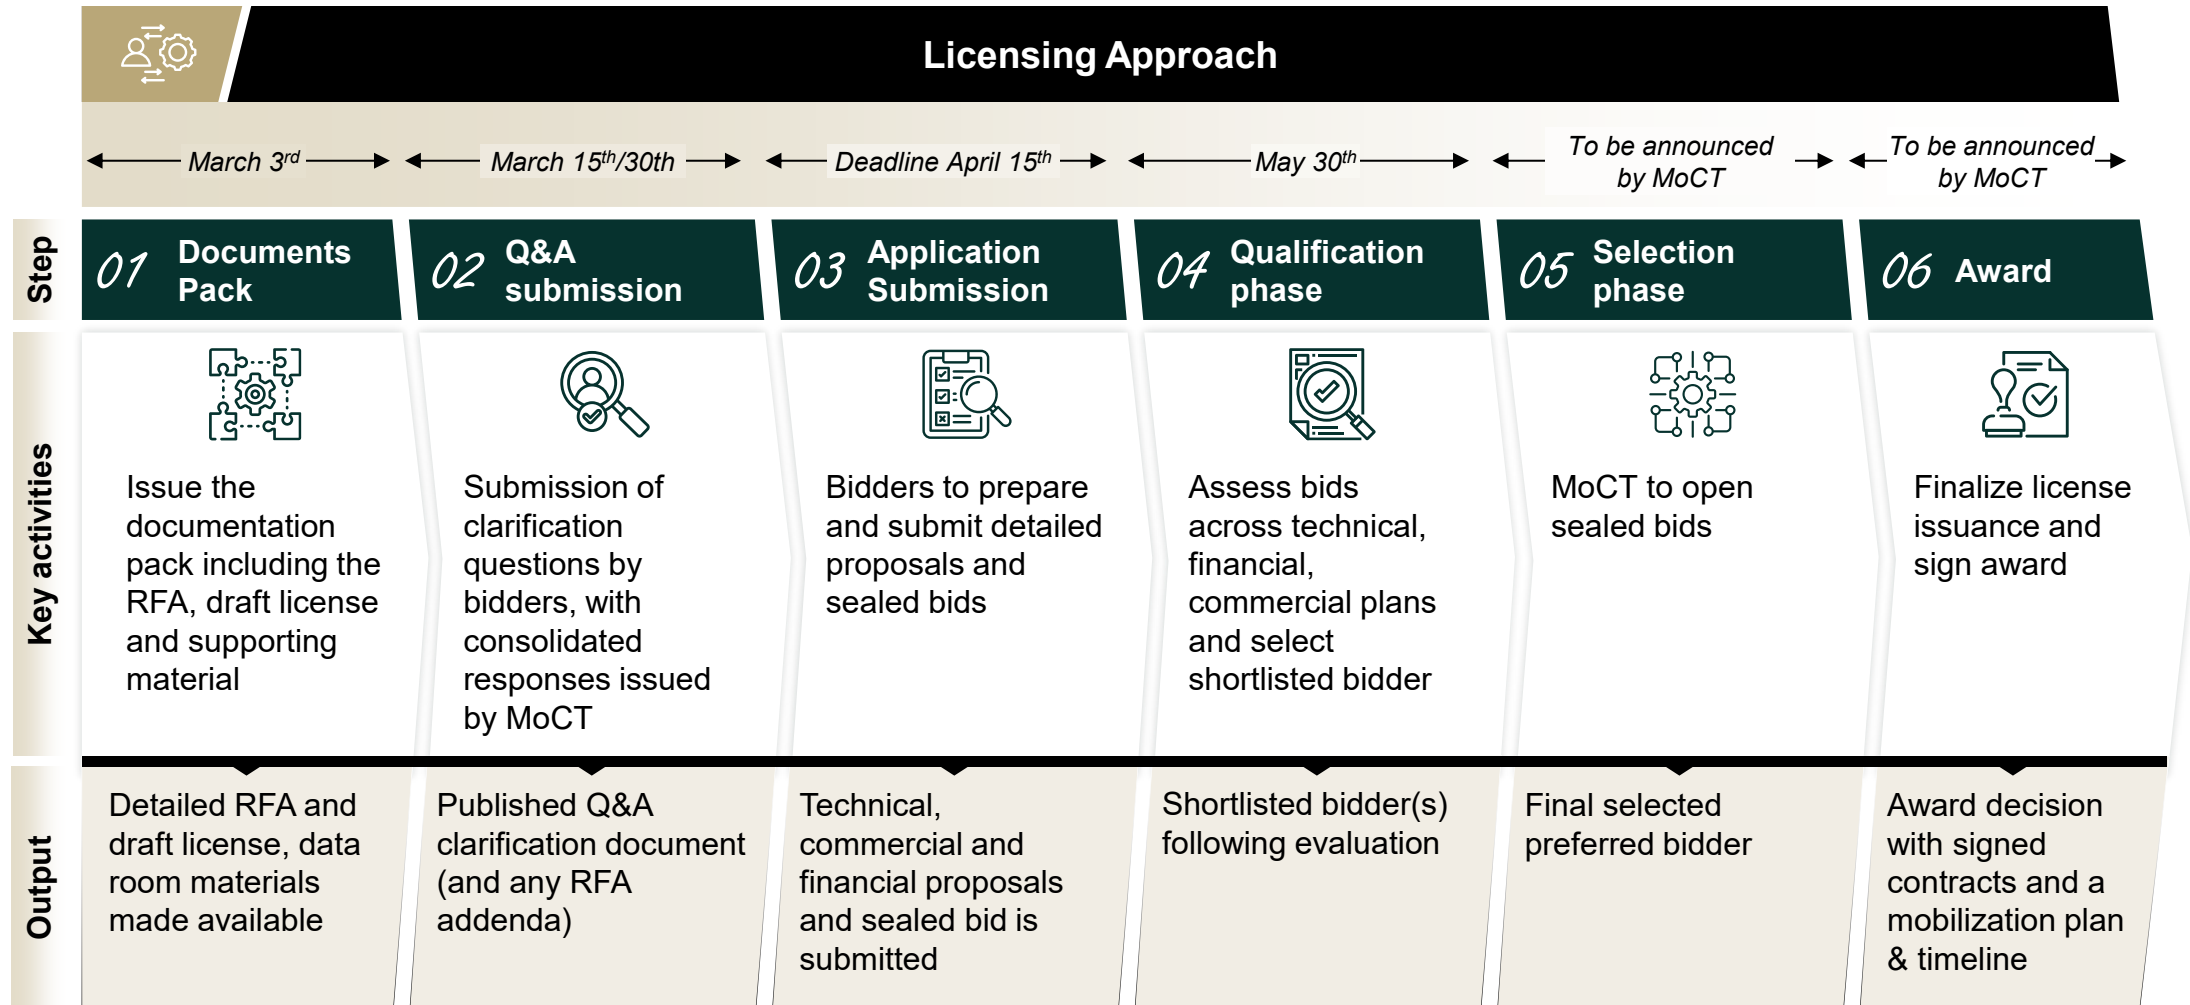 Licensing Approach
March 3rd
March 15th/30th
Deadline April 15th
May 30th
To be announced
by MoCT
To be announced
by MoCT
Step
01 Documents
Pack
02 Q&A
submission
03 Application
Submission
04 Qualification
phase
05 Selection
phase
06 Award
Key activities
Issue the
documentation
pack including the
RFA, draft license
and supporting
material
Submission of
clarification
questions by
bidders, with
consolidated
responses issued
by MoCT
Bidders to prepare
and submit detailed
proposals and
sealed bids
Assess bids
across technical,
financial,
commercial plans
and select
shortlisted bidder
MoCT to open
sealed bids
Finalize license
issuance and
sign award
Output
Detailed RFA and
draft license, data
room materials
made available
Published Q&A
clarification document
(and any RFA
addenda)
Technical,
commercial and
financial proposals
and sealed bid is
submitted
Shortlisted bidder(s)
following evaluation
Final selected
preferred bidder
Award decision
with signed
contracts and a
mobilization plan
& timeline